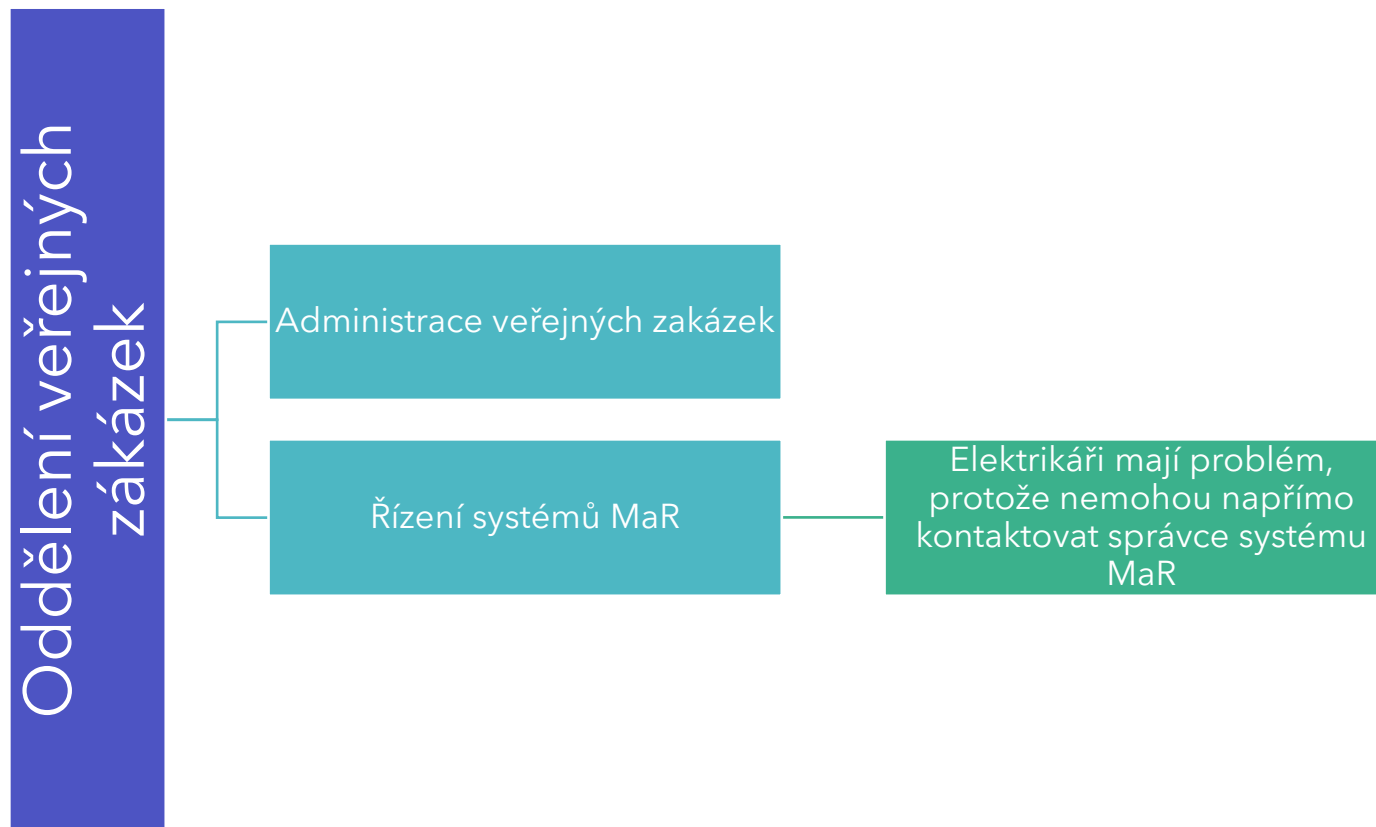 Oddělení veřejných
zákázek
Administrace veřejných zakázek
Řízení systémů MaR
Elektrikáři mají problém,
protože nemohou napřímo
kontaktovat správce systému
MaR